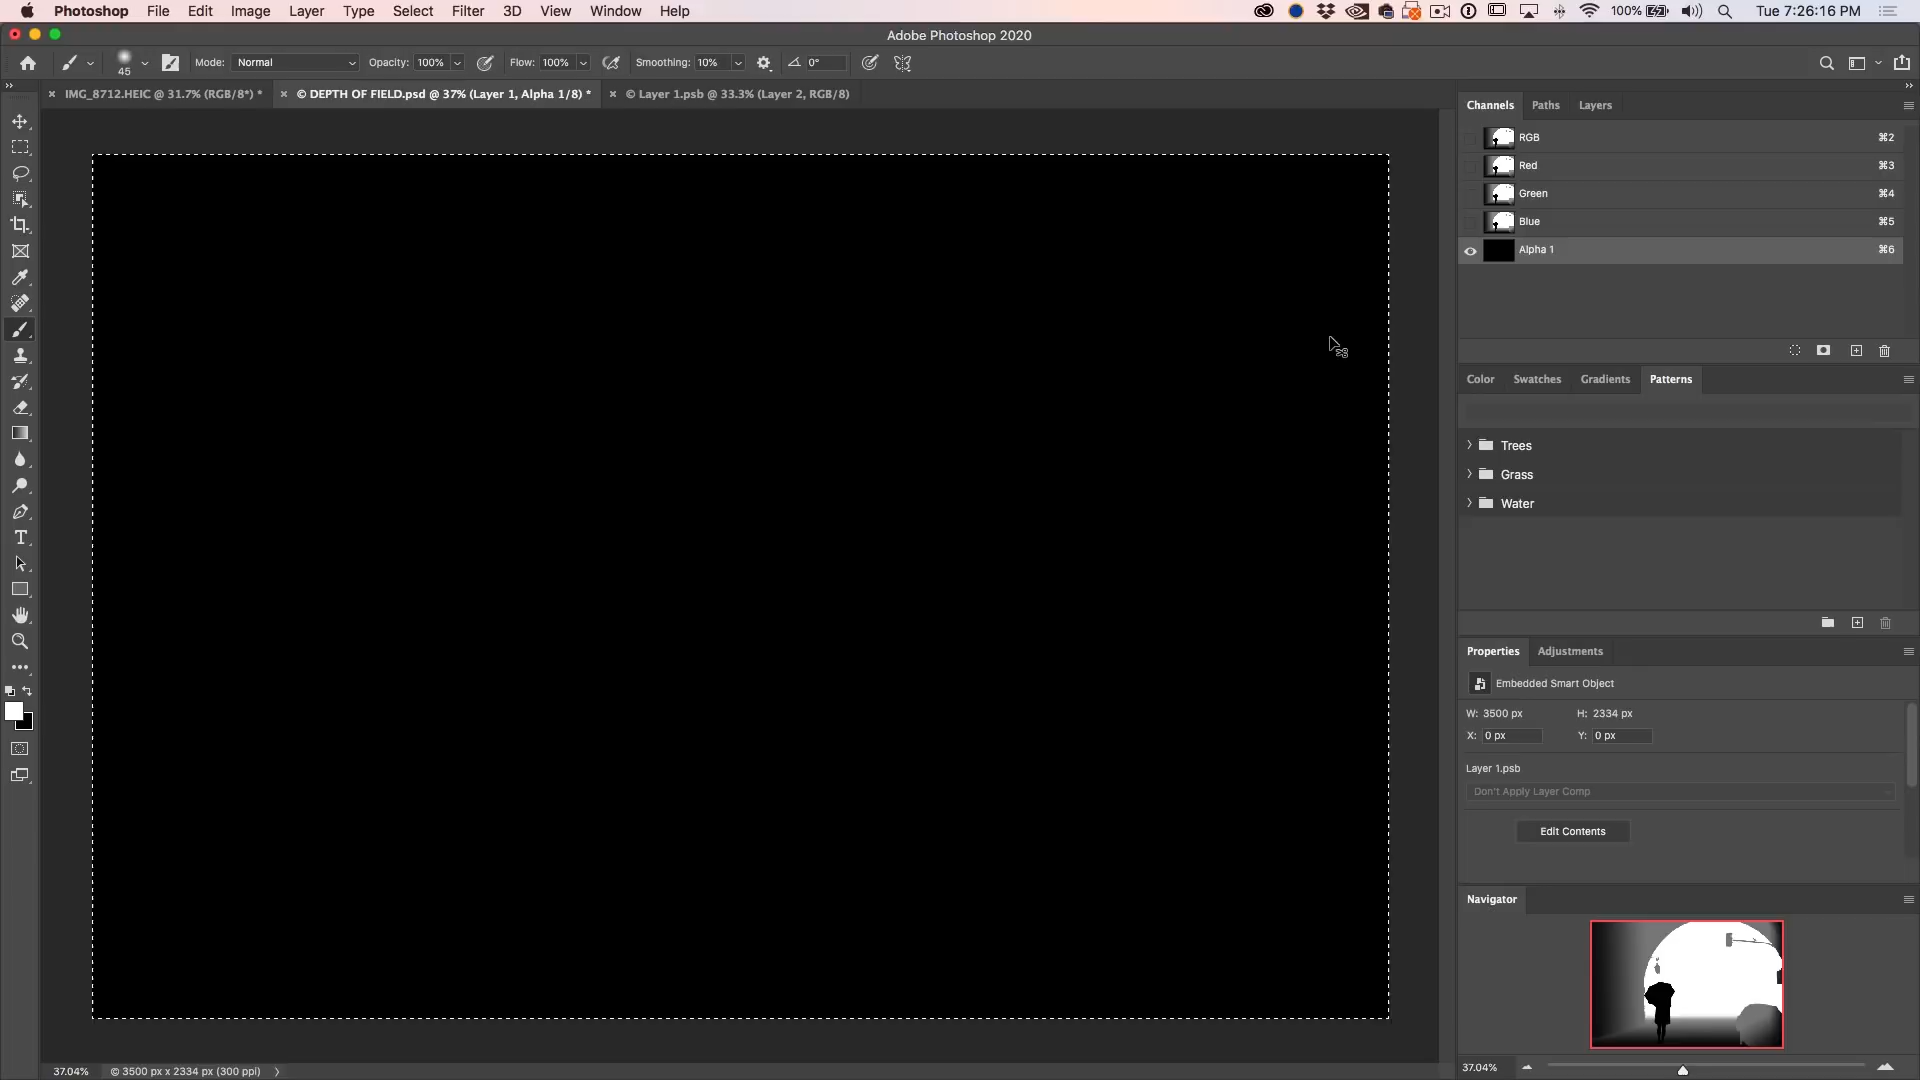 Photoshop File Edit Image Layer Type Select Filter 3D View Window Help 100% Tue 7:26:16 PM
Adobe Photoshop 2020
45 Mode: Normal Opacity: 100% Flow: 100% Smoothing: 10% 0°
IMG_8712.HEIC @ 31.7% (RGB/8*) * © DEPTH OF FIELD.psd @ 37% (Layer 1, Alpha 1/8) * © Layer 1.psb @ 33.3% (Layer 2, RGB/8)
Channels Paths Layers
RGB ⌘2
Red ⌘3
Green ⌘4
Blue ⌘5
Alpha 1 ⌘6
Color Swatches Gradients Patterns
Trees
Grass
Water
Properties Adjustments
Embedded Smart Object
W: 3500 px H: 2334 px
X: 0 px Y: 0 px
Layer 1.psb
Don't Apply Layer Comp
Edit Contents
Navigator
37.04%
37.04% © 3500 px x 2334 px (300 ppi)